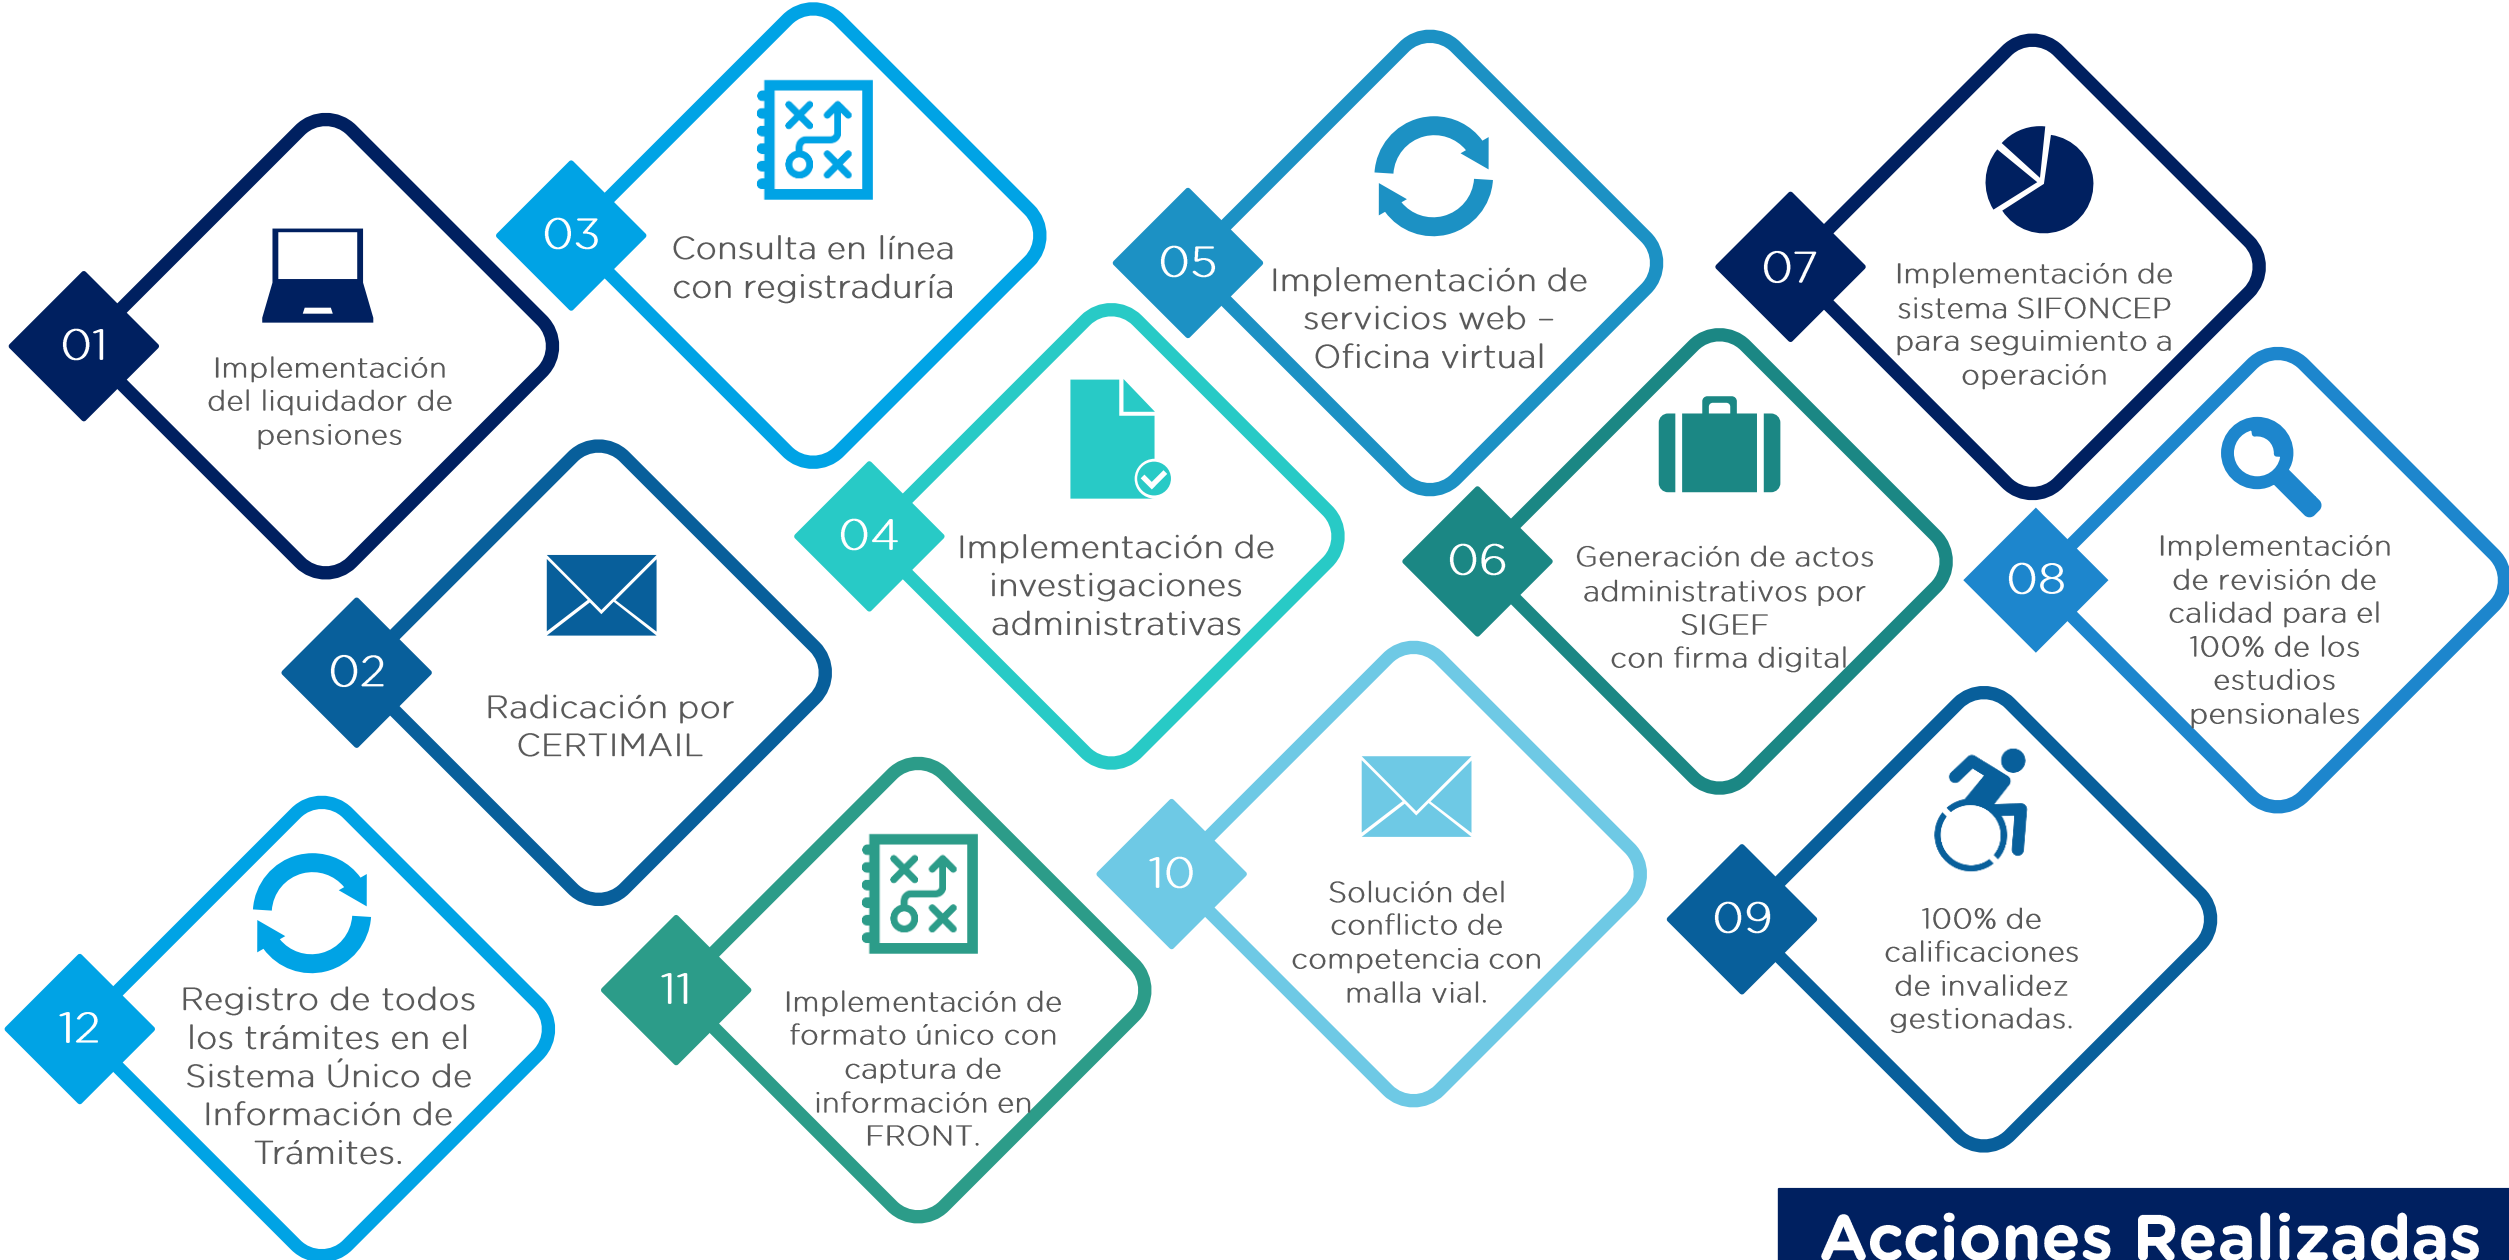 01
Implementación
del liquidador de
pensiones
02
Radicación por
CERTIMAIL
03
Consulta en línea
con registraduría
04
Implementación de
investigaciones
administrativas
05
Implementación de
servicios web –
Oficina virtual
06
Generación de actos
administrativos por
SIGEF
con firma digital
07
Implementación de
sistema SIFONCEP
para seguimiento a
operación
08
Implementación
de revisión de
calidad para el
100% de los
estudios
pensionales
09
100% de
calificaciones
de invalidez
gestionadas.
10
Solución del
conflicto de
competencia con
malla vial.
11
Implementación de
formato único con
captura de
información en
FRONT.
12
Registro de todos
los trámites en el
Sistema Único de
Información de
Trámites.
Acciones Realizadas